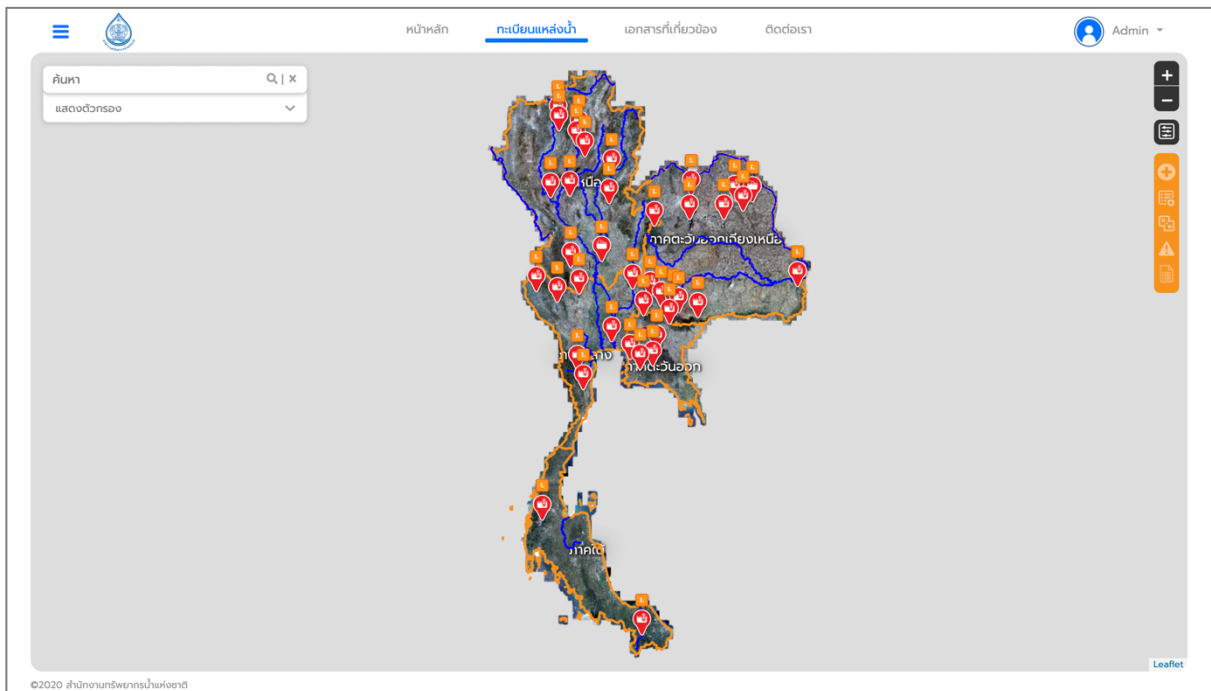 หน้าหลัก
ทะเบียนแหล่งน้ำ
เอกสารที่เกี่ยวข้อง
ติดต่อเรา
Admin
ค้นหา
แสดงตัวกรอง
ภาคตะวันออกเฉียงเหนือ
ภาคตะวันออก
ภาคใต้
Leaflet
©2020 สำนักงานทรัพยากรน้ำแห่งชาติ